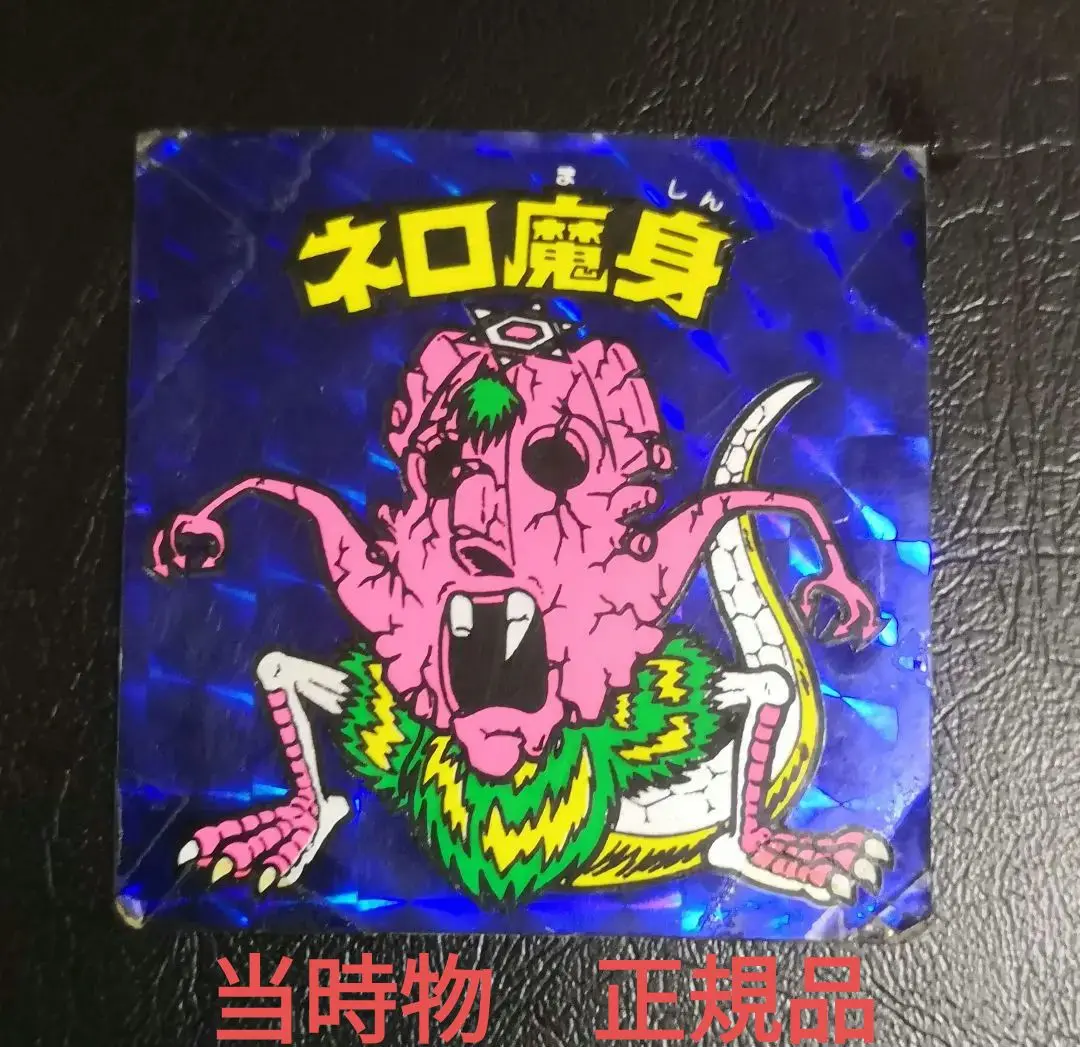 ま しん
ネロ魔身
当時物 正規品